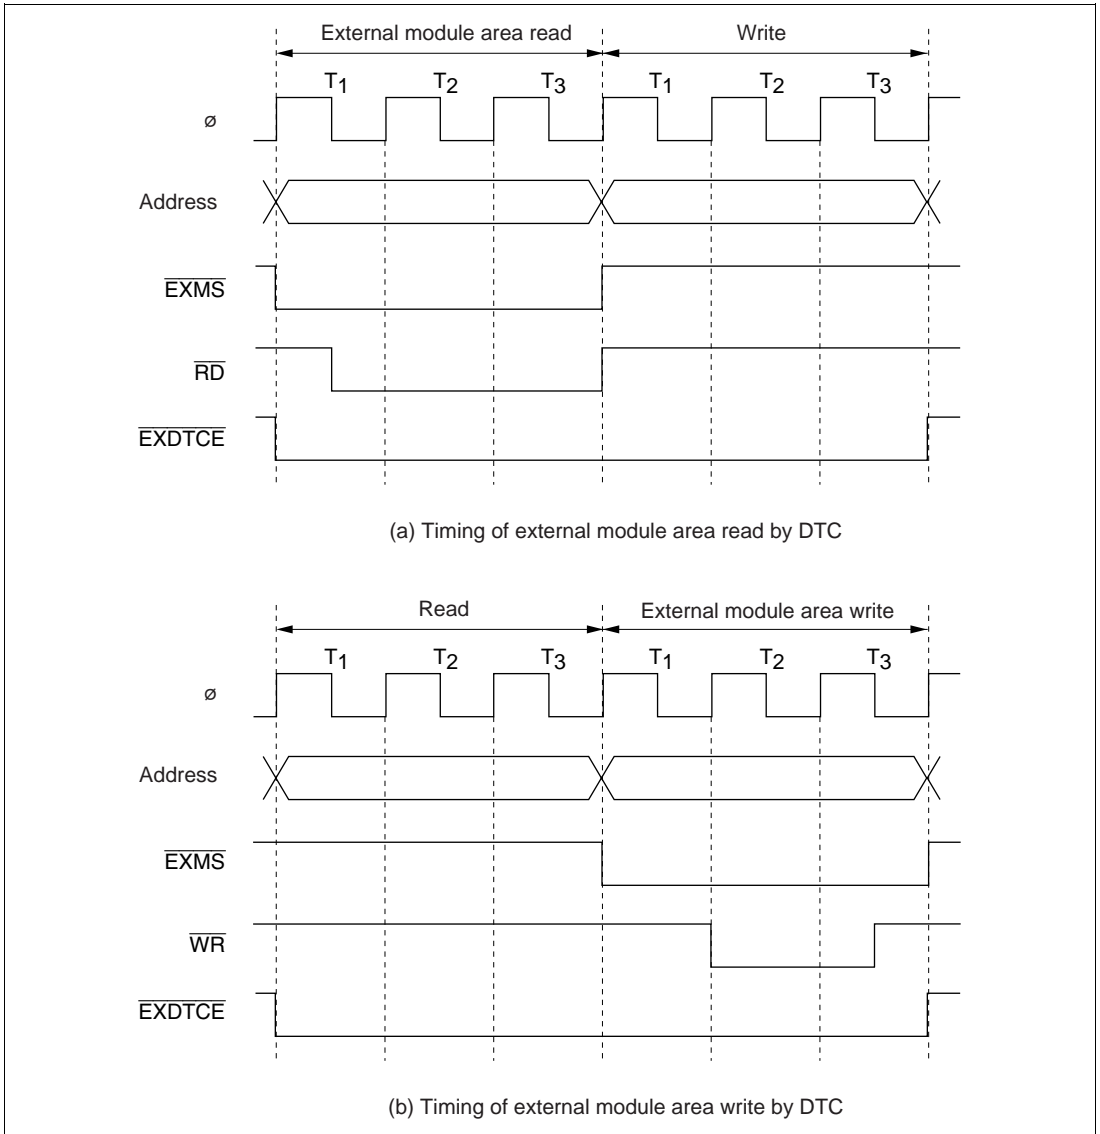 External module area read Write
T1 T2 T3 T1 T2 T3
ø
Address
EXMS
RD
EXDTCE
(a) Timing of external module area read by DTC
Read External module area write
T1 T2 T3 T1 T2 T3
ø
Address
EXMS
WR
EXDTCE
(b) Timing of external module area write by DTC